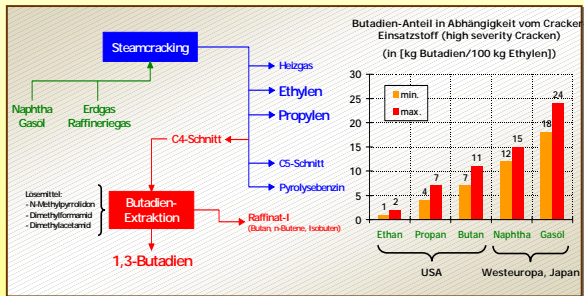 Steamcracking
Naphtha
Gasöl
Erdgas
Raffineriegas
Heizgas
Ethylen
Propylen
C4-Schnitt
C5-Schnitt
Pyrolysebenzin
Lösemittel:
- N-Methylpyrrolidon
- Dimethylformamid
- Dimethylacetamid
Butadien-
Extraktion
Raffinat-I
(Butan, n-Butene, Isobuten)
1,3-Butadien
Butadien-Anteil in Abhängigkeit vom Cracker
Einsatzstoff (high severity Cracken)
(in [kg Butadien/100 kg Ethylen])
30
25
20
15
10
5
0
min.
max.
1 2
4 7
7 11
12 15
18 24
Ethan Propan Butan Naphtha Gasöl
USA Westeuropa, Japan